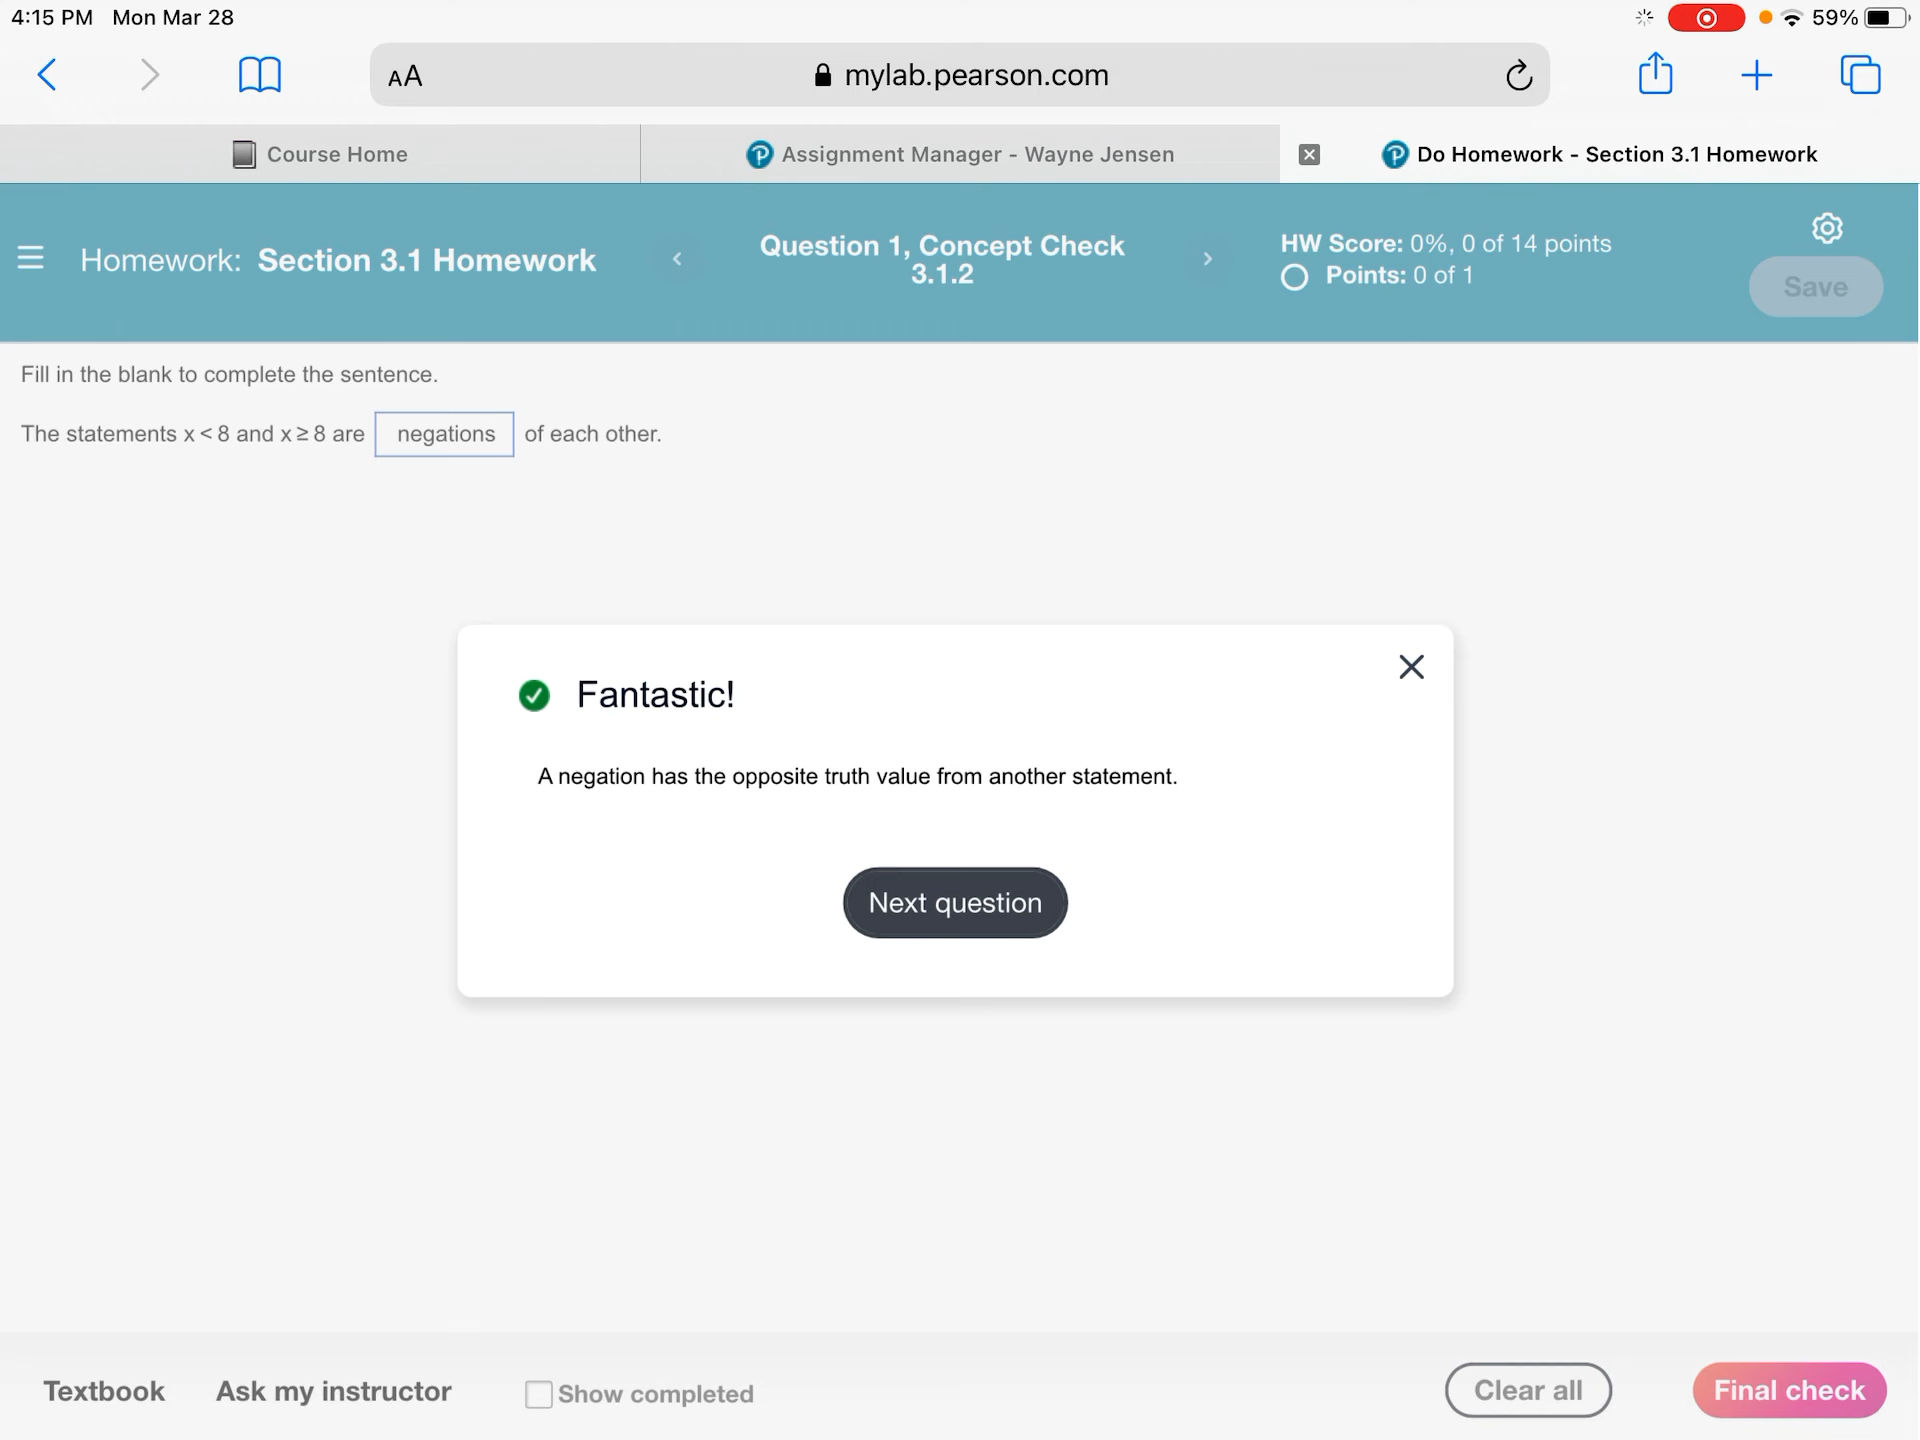 4:15 PM Mon Mar 28
59%
AA
mylab.pearson.com
Course Home
Assignment Manager - Wayne Jensen
Do Homework - Section 3.1 Homework
Homework: Section 3.1 Homework
Question 1, Concept Check
3.1.2
HW Score: 0%, 0 of 14 points
Points: 0 of 1
Save
Fill in the blank to complete the sentence.
The statements x < 8 and x ≥ 8 are negations of each other.
Fantastic!
A negation has the opposite truth value from another statement.
Next question
Textbook
Ask my instructor
Show completed
Clear all
Final check